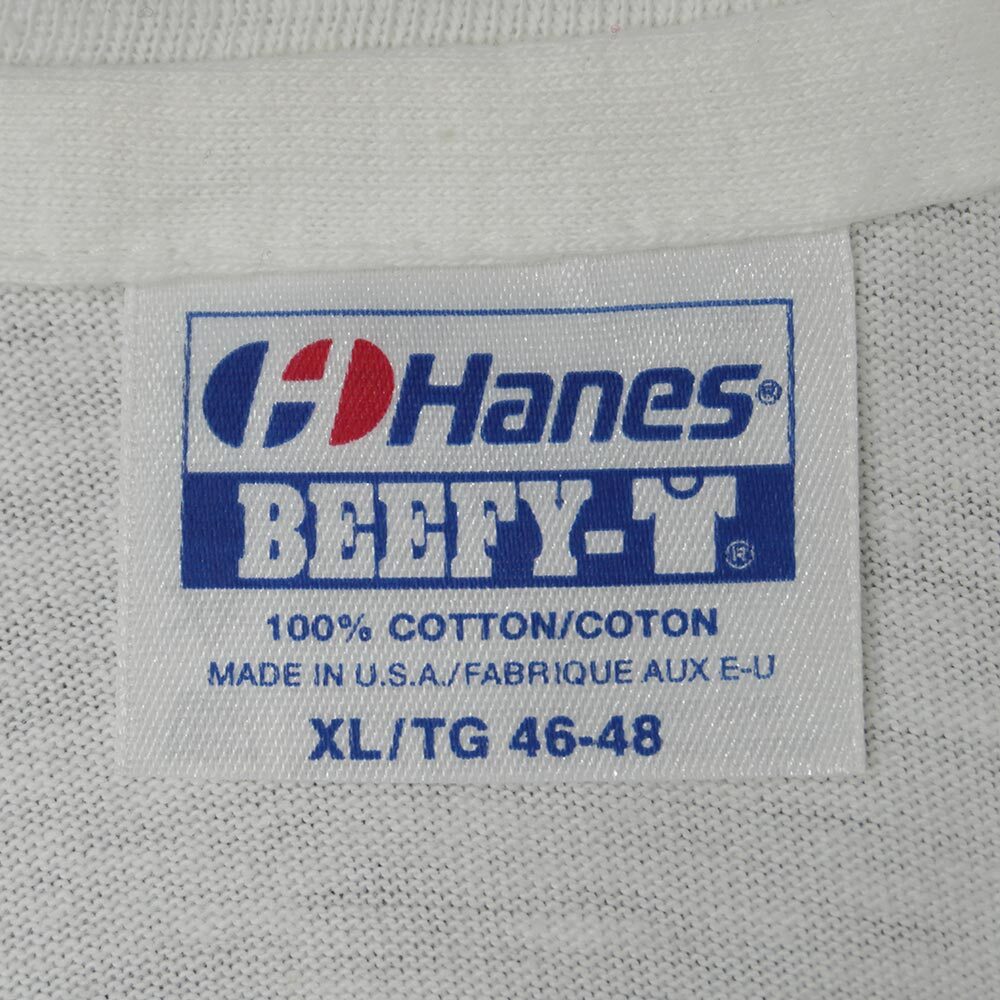 Hanes®
BEEFY-T®
100% COTTON/COTON
MADE IN U.S.A./FABRIQUE AUX E-U
XL/TG 46-48